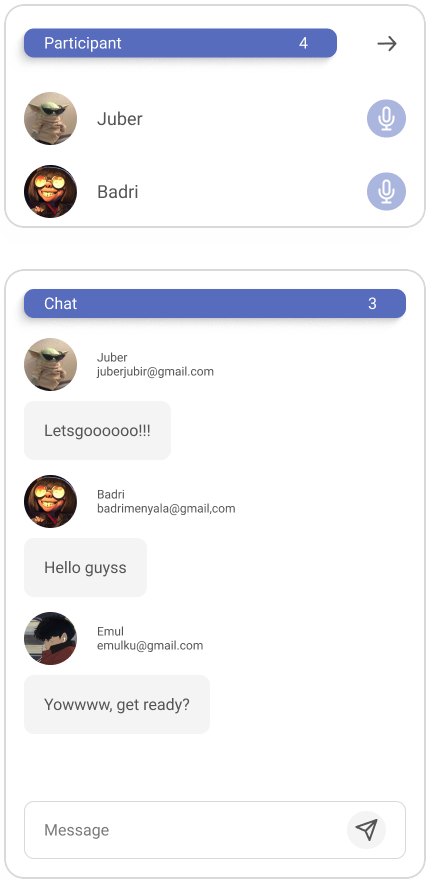 Participant 4
Juber
Badri
Chat 3
Juber
juberjubir@gmail.com
Letsgoooooo!!!
Badri
badrimenyala@gmail,com
Hello guyss
Emul
emulku@gmail.com
Yowwww, get ready?
Message